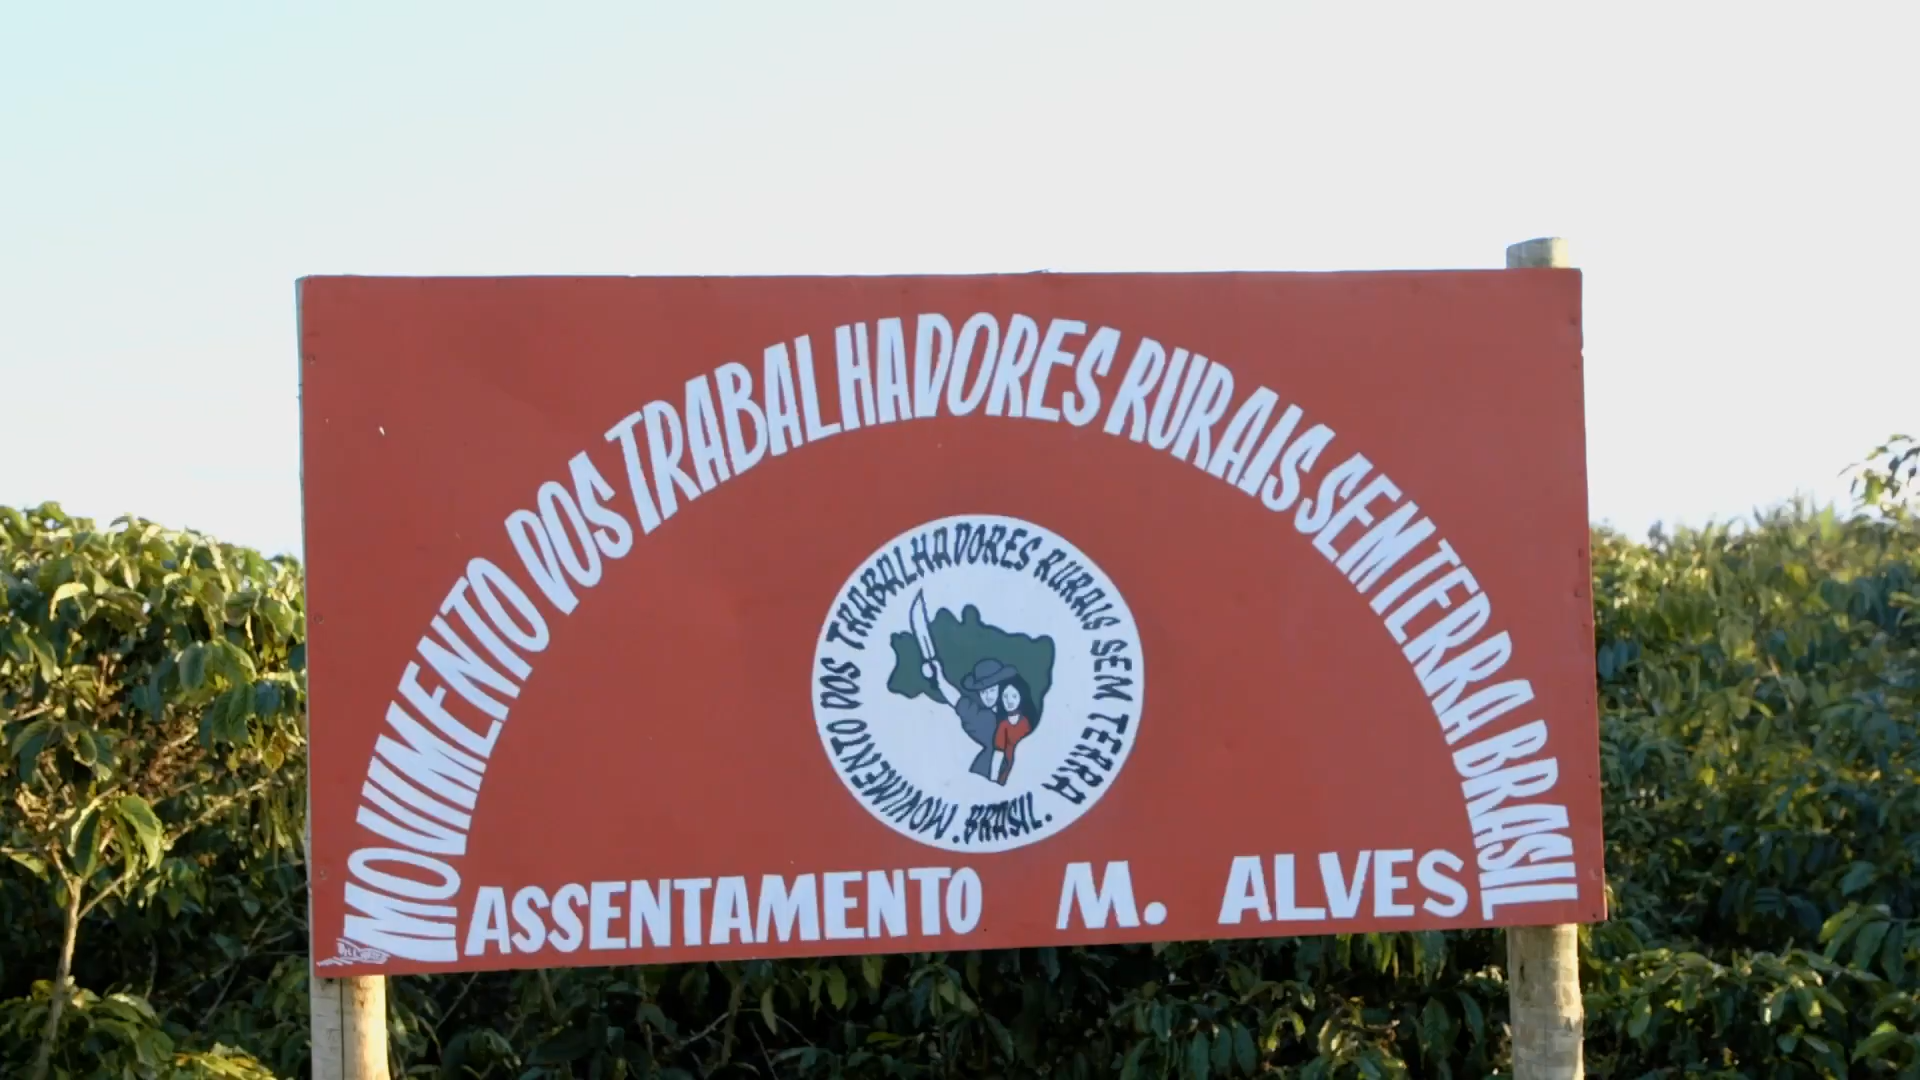 MOVIMENTO DOS TRABALHADORES RURAIS SEM TERRA BRASIL
MOVIMENTO DOS TRABALHADORES RURAIS SEM TERRA
.BRASIL.
ASSENTAMENTO M. ALVES